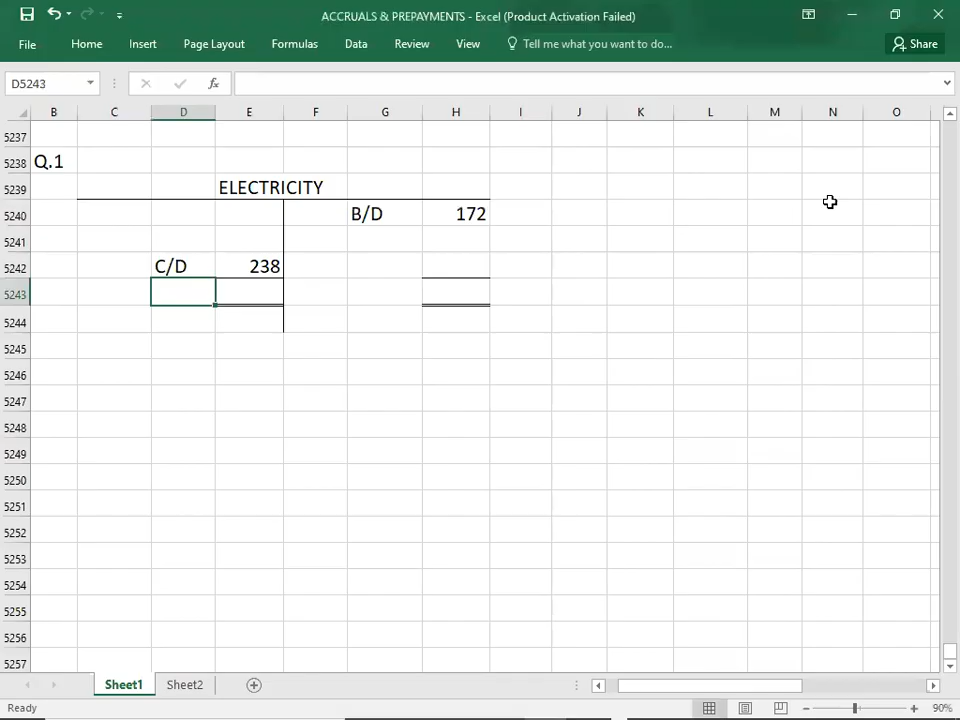 ACCRUALS & PREPAYMENTS - Excel (Product Activation Failed)
File Home Insert Page Layout Formulas Data Review View Tell me what you want to do... Share
D5243 fx
B C D E F G H I J K L M N O
5237
5238 Q.1
5239 ELECTRICITY
5240 B/D 172
5241
5242 C/D 238
5243
5244
5245
5246
5247
5248
5249
5250
5251
5252
5253
5254
5255
5256
5257
Sheet1 Sheet2
Ready 90%